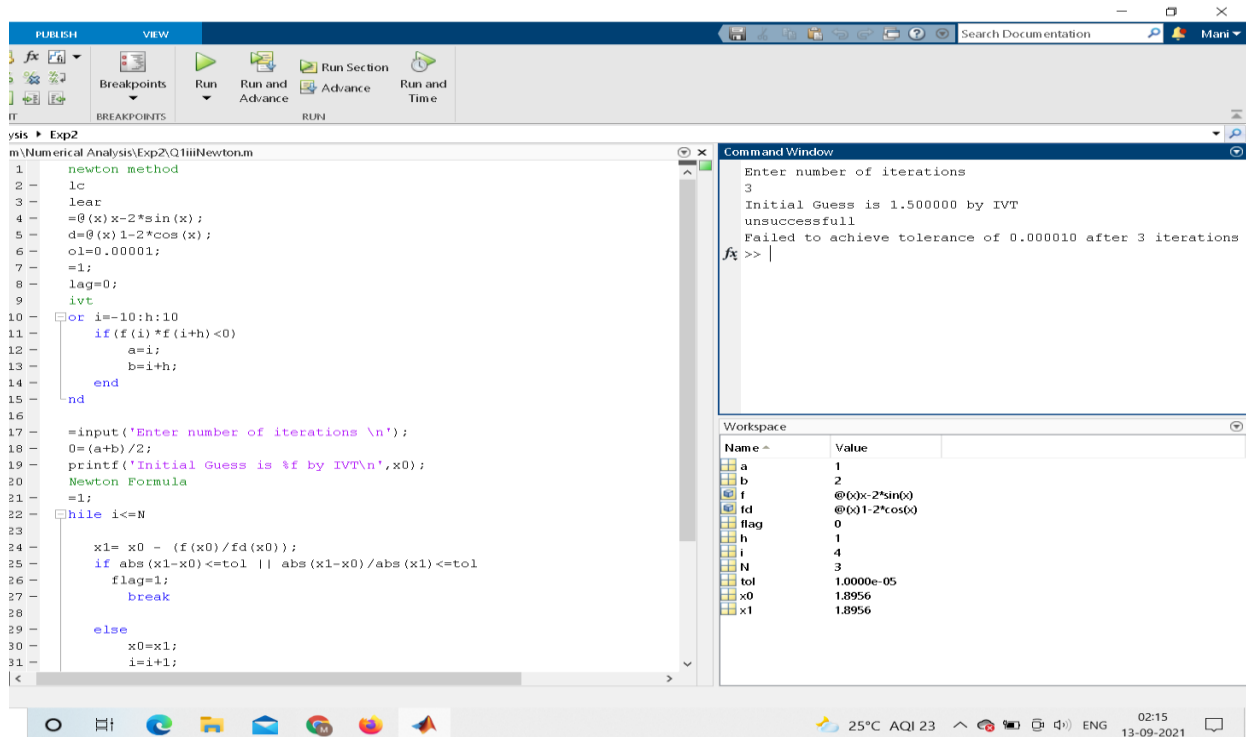 PUBLISH VIEW Search Documentation Mani
fx
Breakpoints Run Run and Advance Run Section Advance Run and Time
BREAKPOINTS RUN
ysis ▸ Exp2
m\Numerical Analysis\Exp2\Q1iiiNewton.m
1 newton method
2 – lc
3 – lear
4 – =@(x)x-2*sin(x);
5 – d=@(x)1-2*cos(x);
6 – ol=0.00001;
7 – =1;
8 – lag=0;
9 ivt
10 – or i=-10:h:10
11 – if(f(i)*f(i+h)<0)
12 – a=i;
13 – b=i+h;
14 – end
15 – nd
16
17 – =input('Enter number of iterations \n');
18 – 0=(a+b)/2;
19 – printf('Initial Guess is %f by IVT\n',x0);
20 Newton Formula
21 – =1;
22 – hile i<=N
23
24 – x1= x0 - (f(x0)/fd(x0));
25 – if abs(x1-x0)<=tol || abs(x1-x0)/abs(x1)<=tol
26 – flag=1;
27 – break
28
29 – else
30 – x0=x1;
31 – i=i+1;
Command Window
Enter number of iterations
3
Initial Guess is 1.500000 by IVT
unsuccessfull
Failed to achieve tolerance of 0.000010 after 3 iterations
fx >>
Workspace
Name Value
a 1
b 2
f @(x)x-2*sin(x)
fd @(x)1-2*cos(x)
flag 0
h 1
i 4
N 3
tol 1.0000e-05
x0 1.8956
x1 1.8956
25°C AQI 23 ENG 02:15
13-09-2021